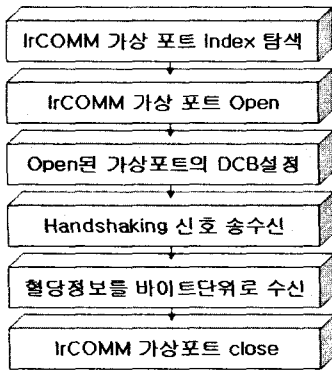 IrCOMM 가상 포트 Index 탐색
IrCOMM 가상 포트 Open
Open된 가상포트의 DCB설정
Handshaking 신호 송수신
혈당정보를 바이트단위로 수신
IrCOMM 가상포트 close